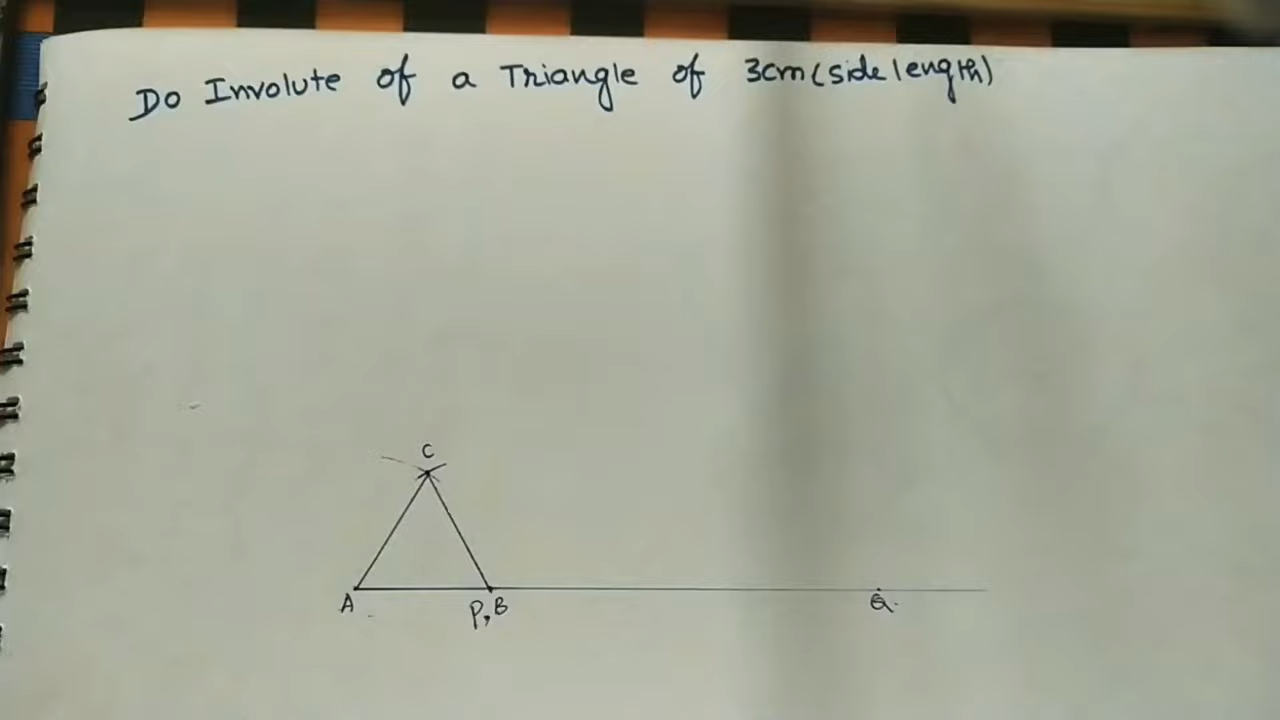 Do Involute of a Triangle of 3cm(side length)
C
A
P,B
Q.